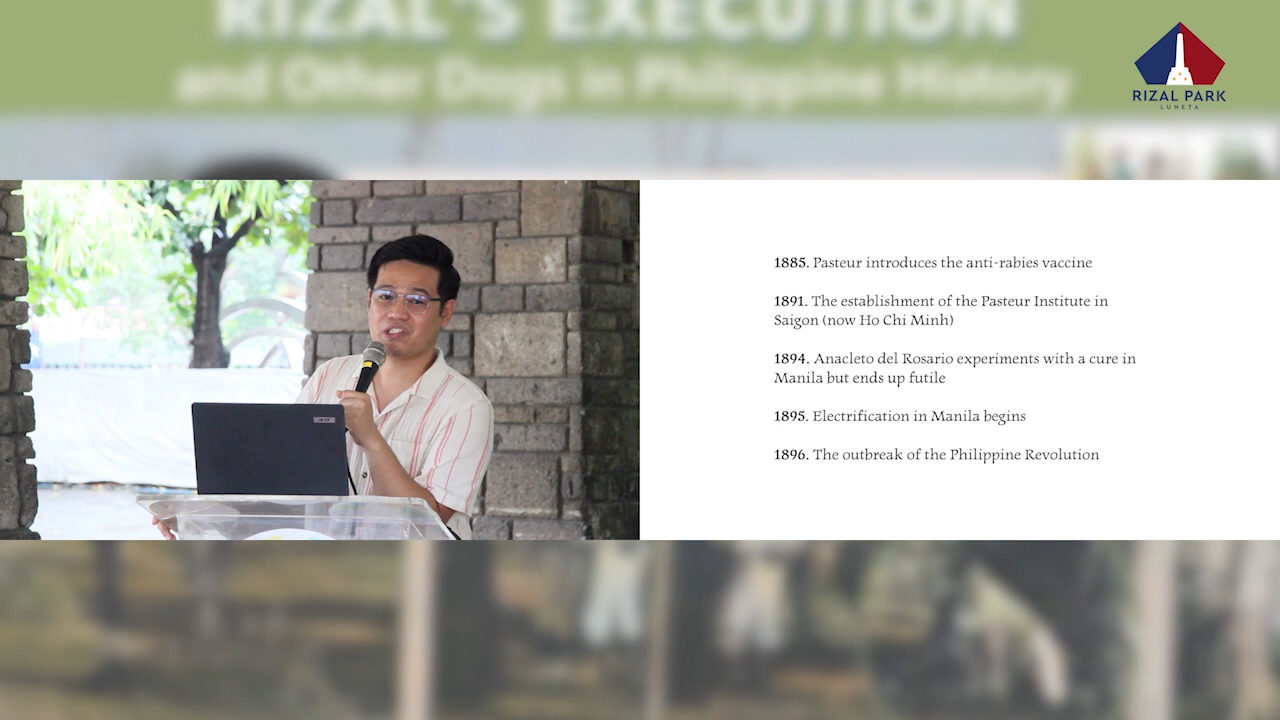 RIZAL'S EXECUTION
and Other Dogs in Philippine History
RIZAL PARK
LUNETA
1885. Pasteur introduces the anti-rabies vaccine
1891. The establishment of the Pasteur Institute in
Saigon (now Ho Chi Minh)
1894. Anacleto del Rosario experiments with a cure in
Manila but ends up futile
1895. Electrification in Manila begins
1896. The outbreak of the Philippine Revolution
acer